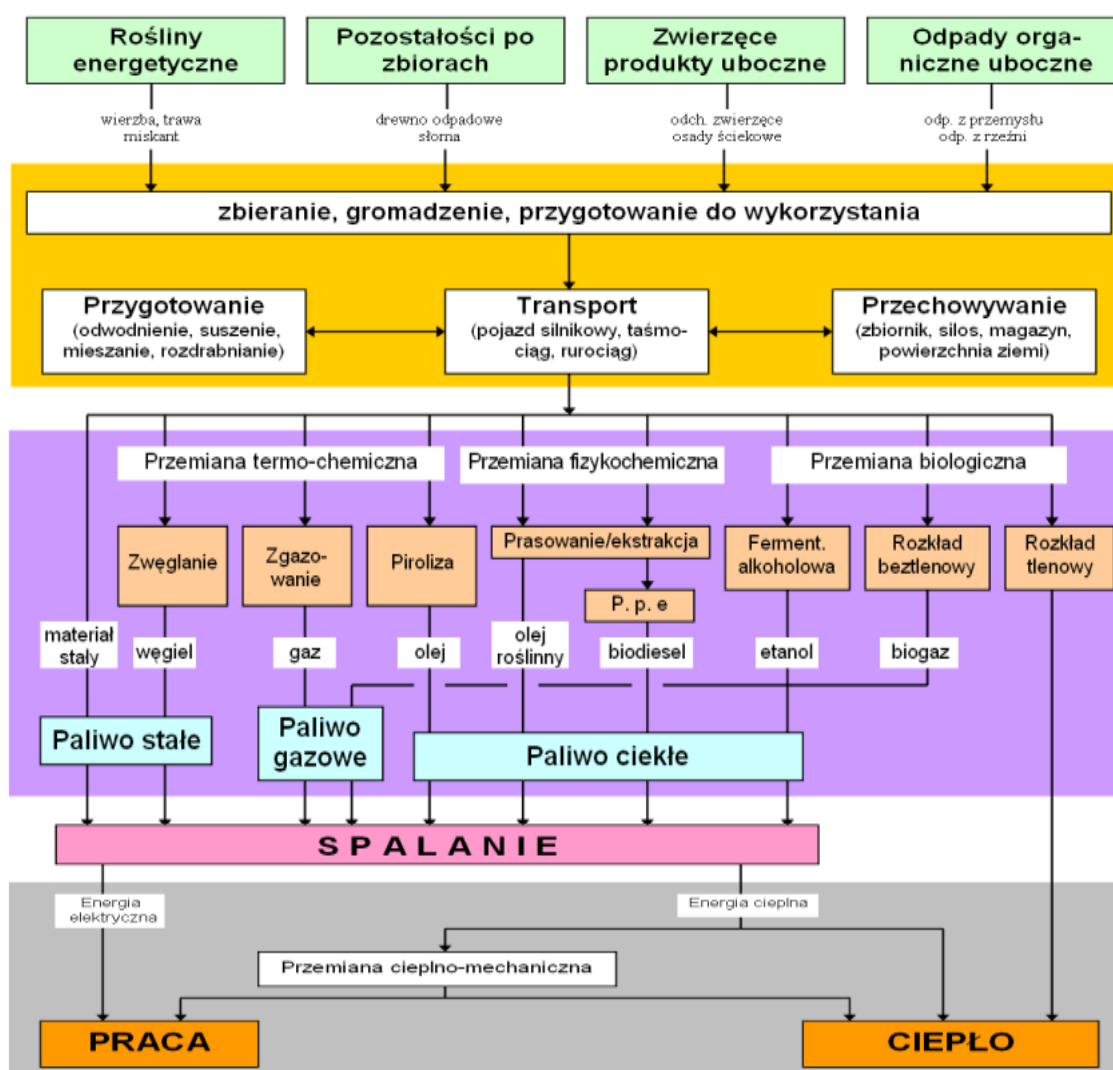 Rośliny
energetyczne
Pozostałości po
zbiorach
Zwierzęce
produkty uboczne
Odpady orga-
niczne uboczne
wierzba, trawa
miskant
drewno odpadowe
słoma
odch. zwierzęce
osady ściekowe
odp. z przemysłu
odp. z rzeźni
zbieranie, gromadzenie, przygotowanie do wykorzystania
Przygotowanie
(odwodnienie, suszenie,
mieszanie, rozdrabnianie)
Transport
(pojazd silnikowy, taśmo-
ciąg, rurociąg)
Przechowywanie
(zbiornik, silos, magazyn,
powierzchnia ziemi)
Przemiana termo-chemiczna
Przemiana fizykochemiczna
Przemiana biologiczna
Zwęglanie
Zgazo-
wanie
Piroliza
Prasowanie/ekstrakcja
P. p. e
Ferment.
alkoholowa
Rozkład
beztlenowy
Rozkład
tlenowy
materiał
stały
węgiel
gaz
olej
olej
roślinny
biodiesel
etanol
biogaz
Paliwo stałe
Paliwo
gazowe
Paliwo ciekłe
SPALANIE
Energia
elektryczna
Energia cieplna
Przemiana cieplno-mechaniczna
PRACA
CIEPŁO